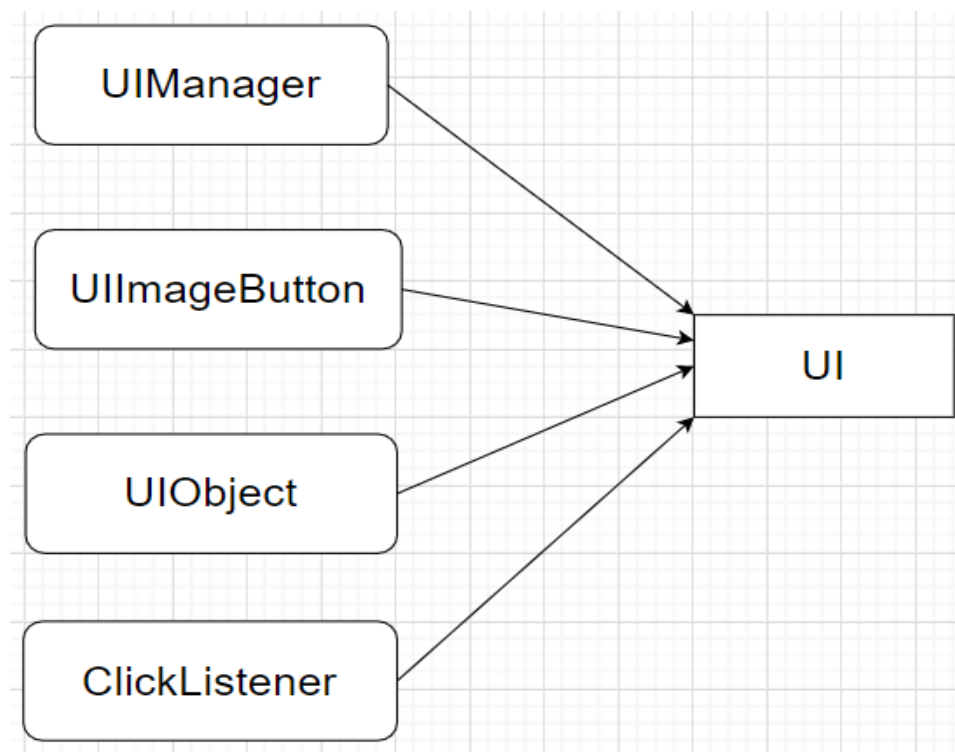 UIManager
UIImageButton
UI
UIObject
ClickListener